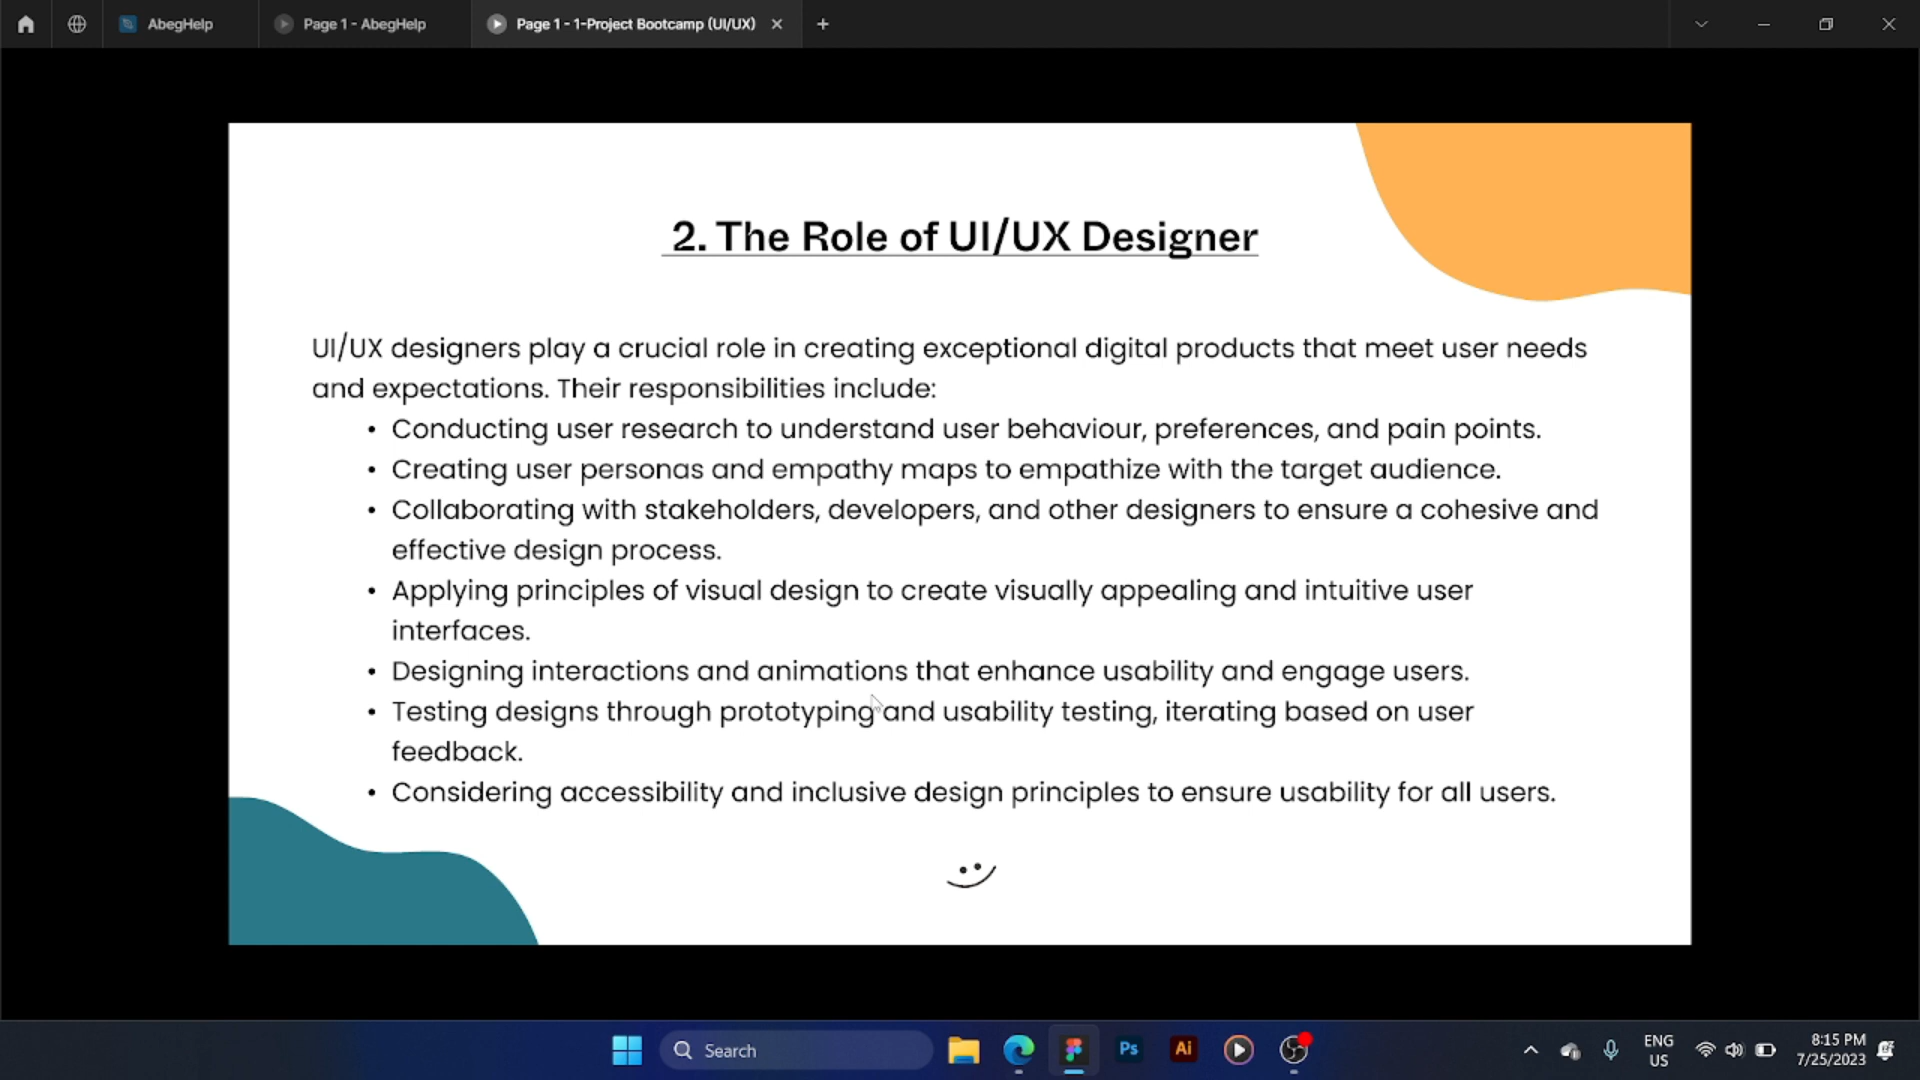 AbegHelp
Page 1 - AbegHelp
Page 1 - 1-Project Bootcamp (UI/UX)
2. The Role of UI/UX Designer
UI/UX designers play a crucial role in creating exceptional digital products that meet user needs
and expectations. Their responsibilities include:
• Conducting user research to understand user behaviour, preferences, and pain points.
• Creating user personas and empathy maps to empathize with the target audience.
• Collaborating with stakeholders, developers, and other designers to ensure a cohesive and
effective design process.
• Applying principles of visual design to create visually appealing and intuitive user
interfaces.
• Designing interactions and animations that enhance usability and engage users.
• Testing designs through prototyping and usability testing, iterating based on user
feedback.
• Considering accessibility and inclusive design principles to ensure usability for all users.
Search
Ps
Ai
ENG
US
8:15 PM
7/25/2023